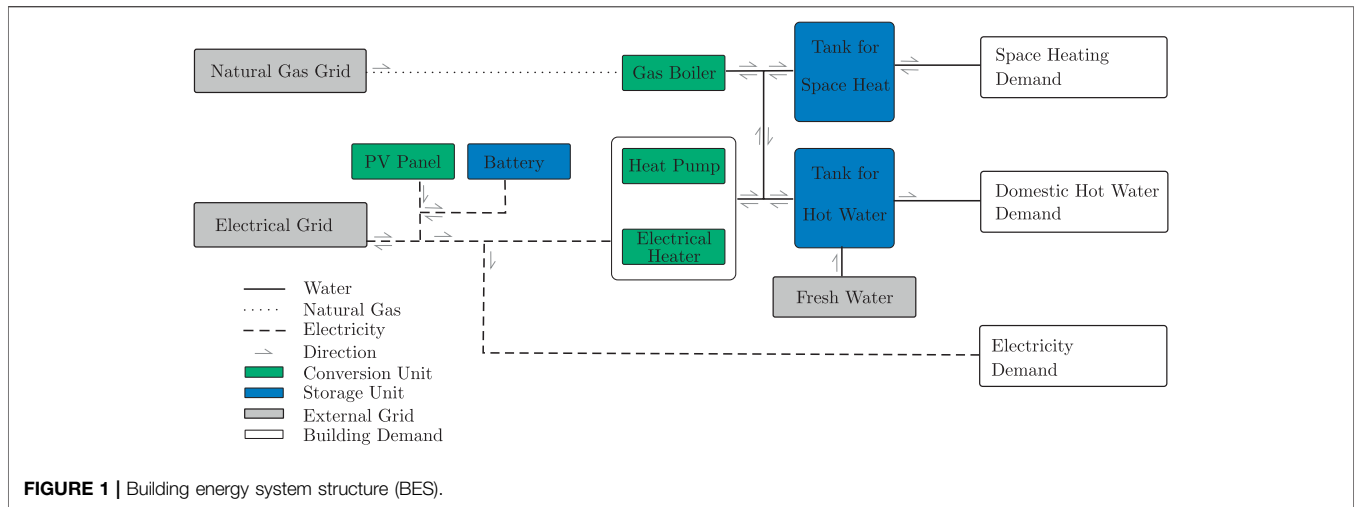 Natural Gas Grid
Gas Boiler
Tank for
Space Heat
Space Heating
Demand
PV Panel
Battery
Heat Pump
Tank for
Hot Water
Domestic Hot Water
Demand
Electrical Grid
Electrical
Heater
Fresh Water
Electricity
Demand
Water
Natural Gas
Electricity
Direction
Conversion Unit
Storage Unit
External Grid
Building Demand
FIGURE 1 | Building energy system structure (BES).